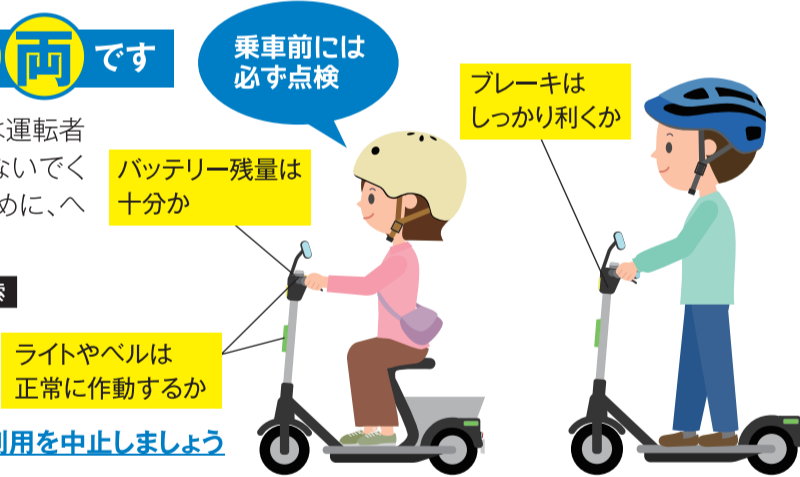 両 です
乗車前には
必ず点検
ブレーキは
しっかり利くか
は運転者
ないでく
めに、ヘ
バッテリー残量は
十分か
索
ライトやベルは
正常に作動するか
利用を中止しましょう